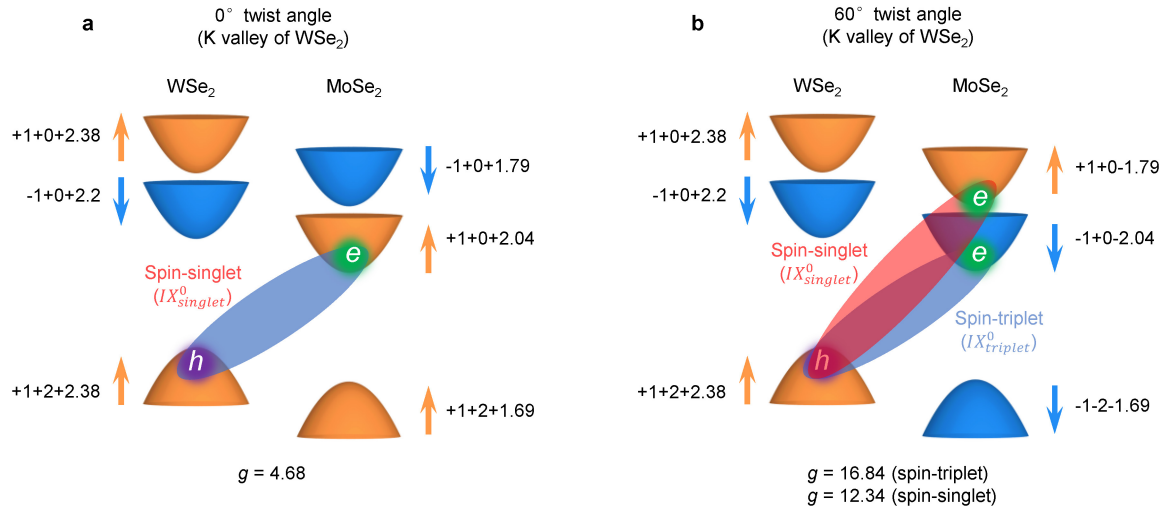 a
0° twist angle
(K valley of WSe₂)
WSe₂
MoSe₂
+1+0+2.38
-1+0+2.2
-1+0+1.79
+1+0+2.04
e
Spin-singlet
(IX⁰singlet)
h
+1+2+2.38
+1+2+1.69
g = 4.68
b
60° twist angle
(K valley of WSe₂)
WSe₂
MoSe₂
+1+0+2.38
-1+0+2.2
+1+0-1.79
-1+0-2.04
e
e
Spin-singlet
(IX⁰singlet)
Spin-triplet
(IX⁰triplet)
h
+1+2+2.38
-1-2-1.69
g = 16.84 (spin-triplet)
g = 12.34 (spin-singlet)